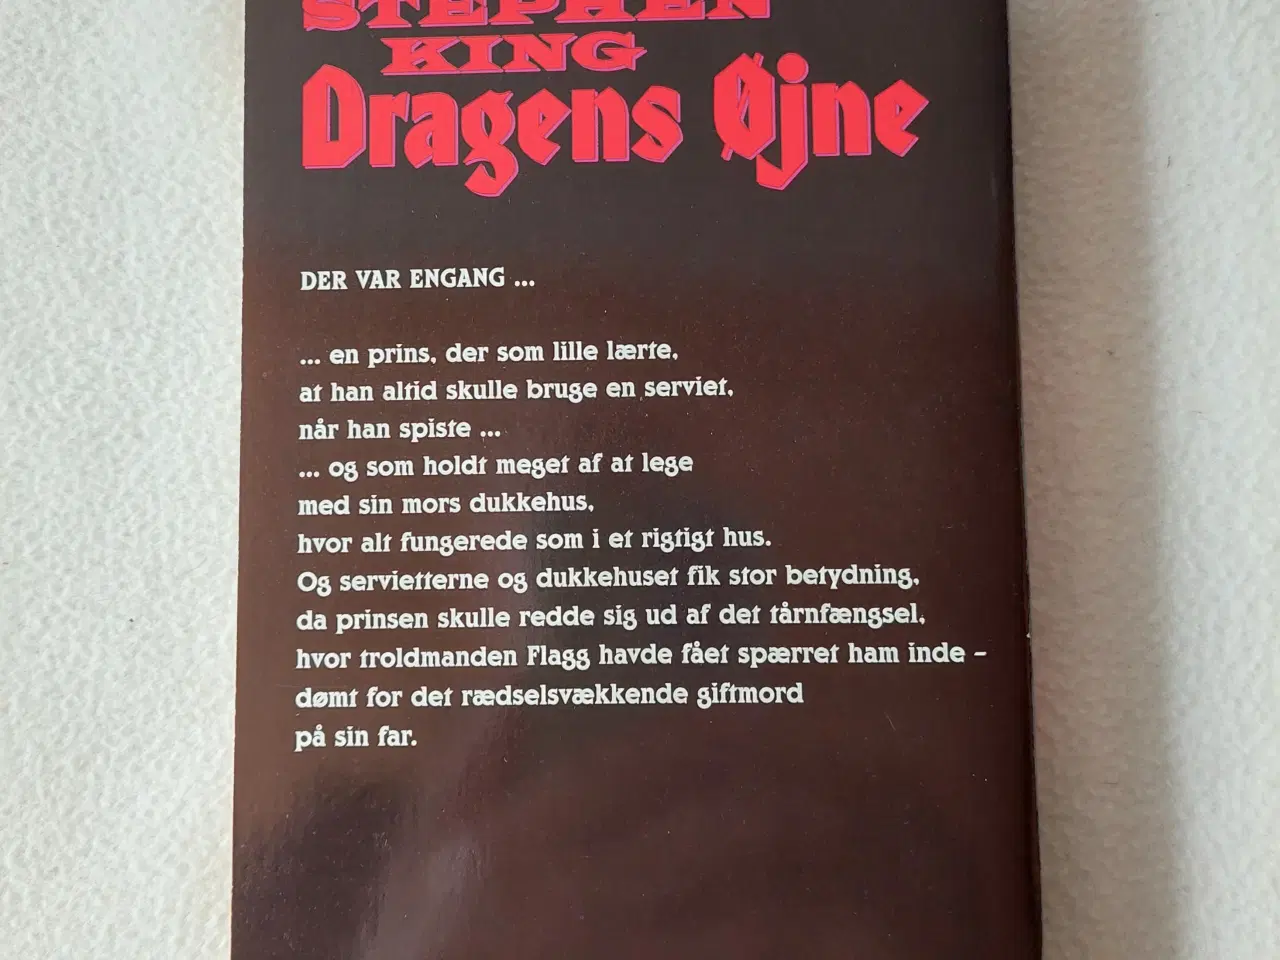 STEPHEN
KING
Dragens Øjne
DER VAR ENGANG ...
... en prins, der som lille lærte,
at han altid skulle bruge en serviet,
når han spiste ...
... og som holdt meget af at lege
med sin mors dukkehus,
hvor alt fungerede som i et rigtigt hus.
Og servietterne og dukkehuset fik stor betydning,
da prinsen skulle redde sig ud af det tårnfængsel,
hvor troldmanden Flagg havde fået spærret ham inde –
dømt for det rædselsvækkende giftmord
på sin far.